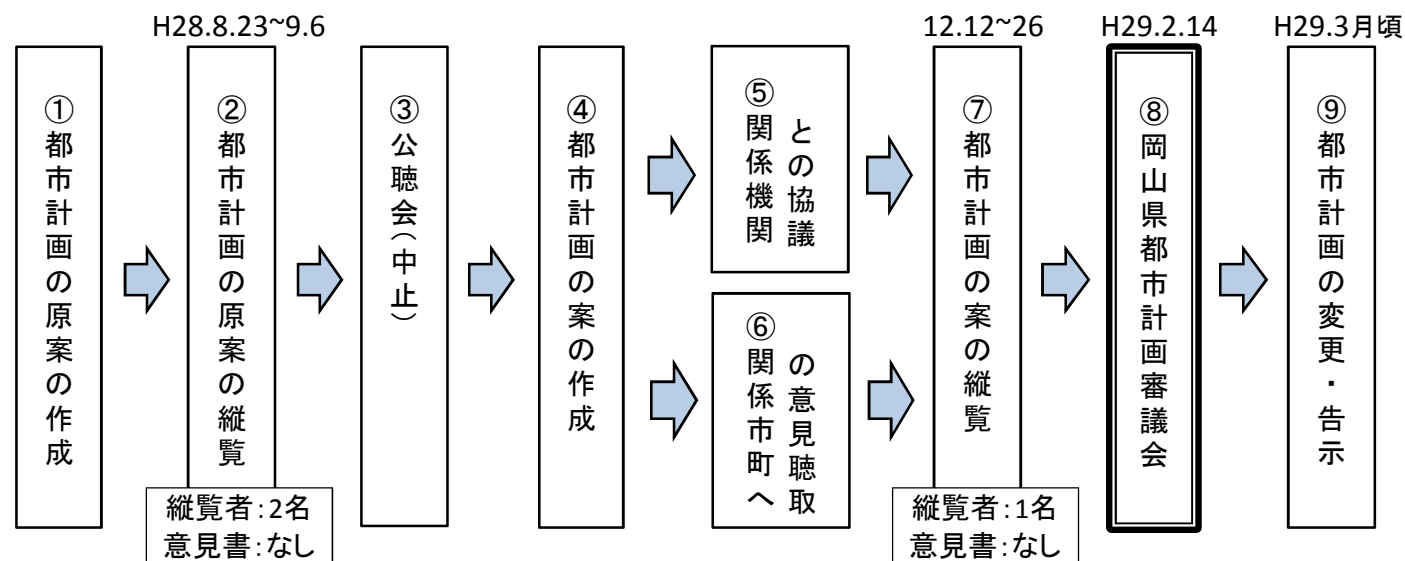 H28.8.23~9.6
12.12~26
H29.2.14
H29.3月頃
①都市計画の原案の作成
②都市計画の原案の縦覧
縦覧者:2名
意見書:なし
③公聴会(中止)
④都市計画の案の作成
⑤関係機関
との協議
⑥関係市町へ
の意見聴取
⑦都市計画の案の縦覧
縦覧者:1名
意見書:なし
⑧岡山県都市計画審議会
⑨都市計画の変更・告示